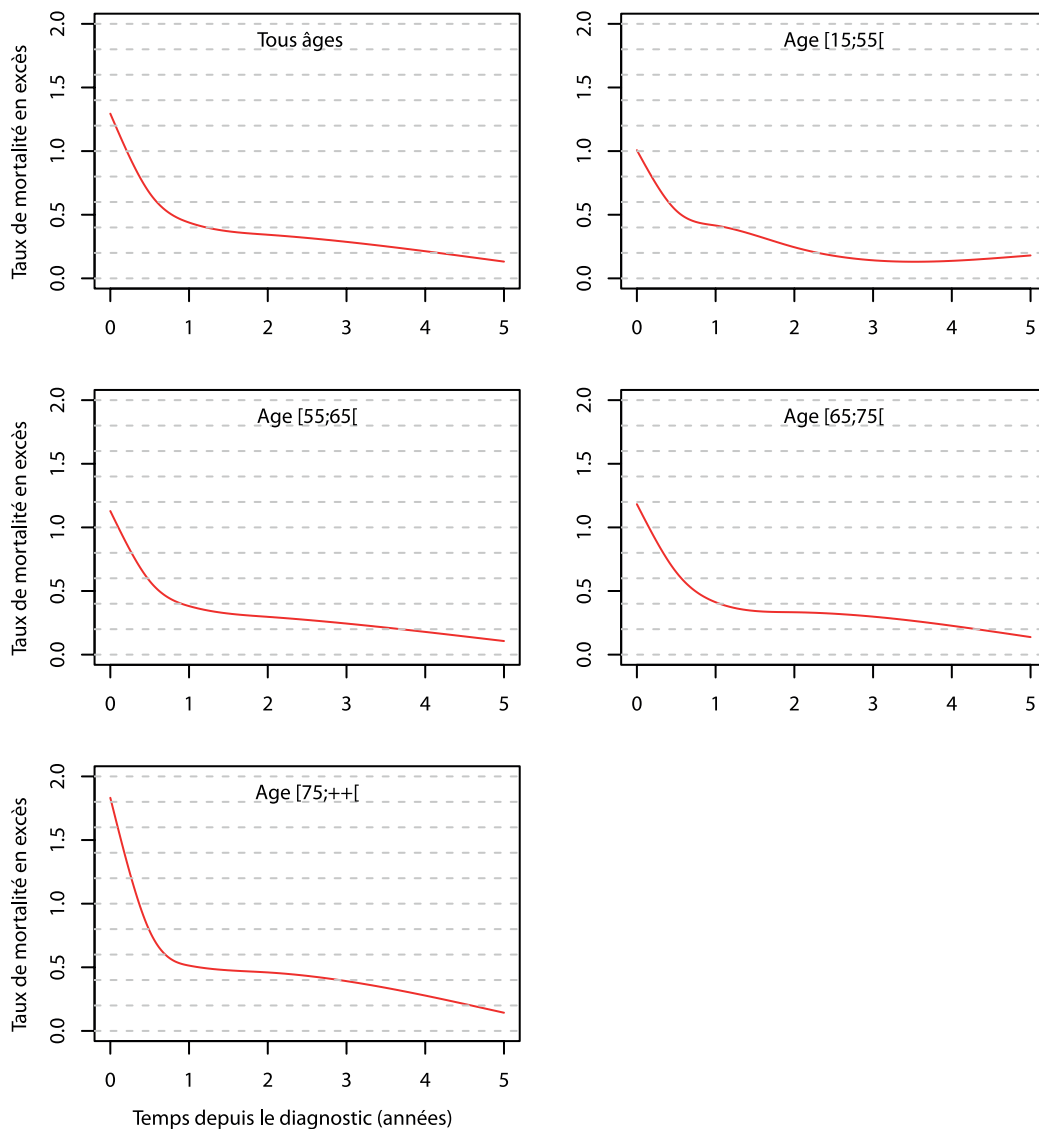 Tous âges
Taux de mortalité en excès
2.0
1.5
1.0
0.5
0.0
0 1 2 3 4 5
Age [15;55[
2.0
1.5
1.0
0.5
0.0
0 1 2 3 4 5
Age [55;65[
Taux de mortalité en excès
2.0
1.5
1.0
0.5
0.0
0 1 2 3 4 5
Age [65;75[
2.0
1.5
1.0
0.5
0.0
0 1 2 3 4 5
Age [75;++[
Taux de mortalité en excès
2.0
1.5
1.0
0.5
0.0
0 1 2 3 4 5
Temps depuis le diagnostic (années)